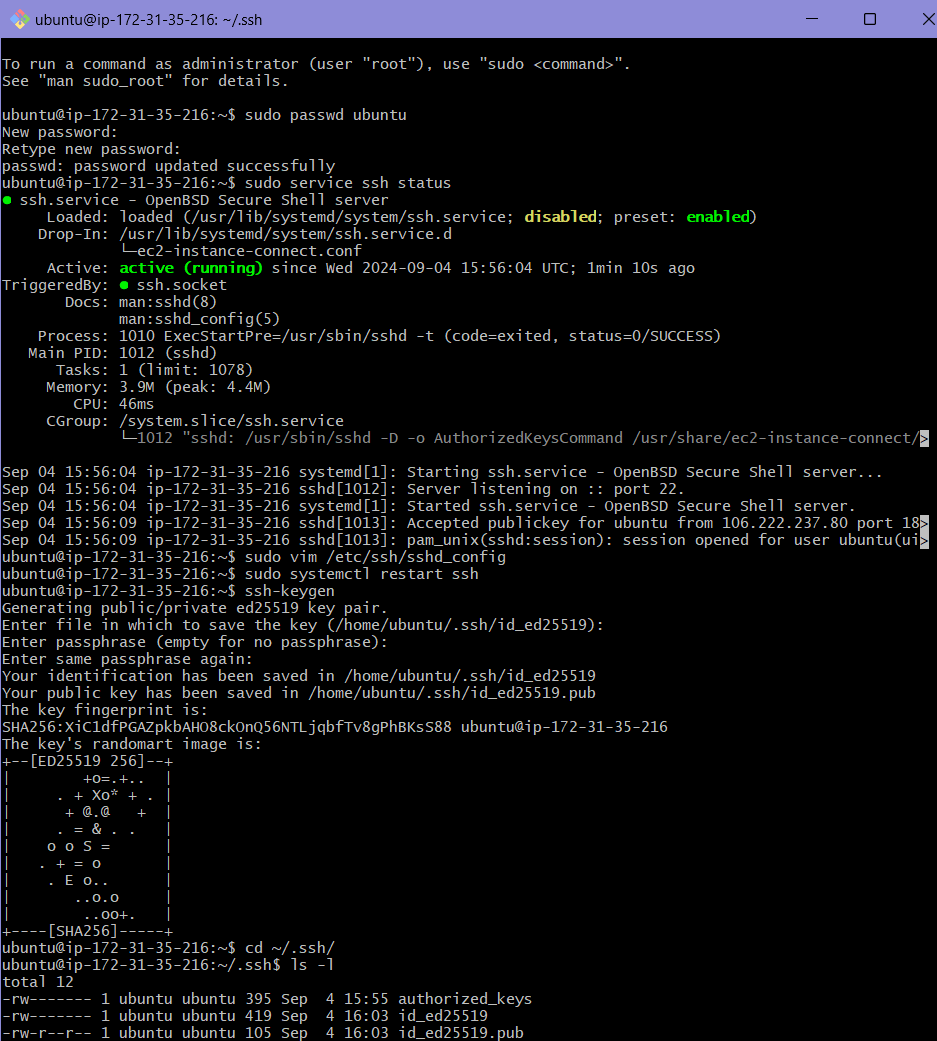 ubuntu@ip-172-31-35-216: ~/.ssh
To run a command as administrator (user "root"), use "sudo <command>".
See "man sudo_root" for details.
ubuntu@ip-172-31-35-216:~$ sudo passwd ubuntu
New password:
Retype new password:
passwd: password updated successfully
ubuntu@ip-172-31-35-216:~$ sudo service ssh status
● ssh.service - OpenBSD Secure Shell server
     Loaded: loaded (/usr/lib/systemd/system/ssh.service; disabled; preset: enabled)
    Drop-In: /usr/lib/systemd/system/ssh.service.d
             └─ec2-instance-connect.conf
     Active: active (running) since Wed 2024-09-04 15:56:04 UTC; 1min 10s ago
TriggeredBy: ● ssh.socket
       Docs: man:sshd(8)
             man:sshd_config(5)
    Process: 1010 ExecStartPre=/usr/sbin/sshd -t (code=exited, status=0/SUCCESS)
   Main PID: 1012 (sshd)
      Tasks: 1 (limit: 1078)
     Memory: 3.9M (peak: 4.4M)
        CPU: 46ms
     CGroup: /system.slice/ssh.service
             └─1012 "sshd: /usr/sbin/sshd -D -o AuthorizedKeysCommand /usr/share/ec2-instance-connect/>
Sep 04 15:56:04 ip-172-31-35-216 systemd[1]: Starting ssh.service - OpenBSD Secure Shell server...
Sep 04 15:56:04 ip-172-31-35-216 sshd[1012]: Server listening on :: port 22.
Sep 04 15:56:04 ip-172-31-35-216 systemd[1]: Started ssh.service - OpenBSD Secure Shell server.
Sep 04 15:56:09 ip-172-31-35-216 sshd[1013]: Accepted publickey for ubuntu from 106.222.237.80 port 18>
Sep 04 15:56:09 ip-172-31-35-216 sshd[1013]: pam_unix(sshd:session): session opened for user ubuntu(ui>
ubuntu@ip-172-31-35-216:~$ sudo vim /etc/ssh/sshd_config
ubuntu@ip-172-31-35-216:~$ sudo systemctl restart ssh
ubuntu@ip-172-31-35-216:~$ ssh-keygen
Generating public/private ed25519 key pair.
Enter file in which to save the key (/home/ubuntu/.ssh/id_ed25519):
Enter passphrase (empty for no passphrase):
Enter same passphrase again:
Your identification has been saved in /home/ubuntu/.ssh/id_ed25519
Your public key has been saved in /home/ubuntu/.ssh/id_ed25519.pub
The key fingerprint is:
SHA256:XiC1dfPGAZpkbAHO8ckOnQ56NTLjqbfTv8gPhBKsS88 ubuntu@ip-172-31-35-216
The key's randomart image is:
+--[ED25519 256]--+
|        +o=.+..  |
|     . + Xo* + . |
|      + @.@   +  |
|     . = & . .   |
|    o o S =      |
|   . + = o       |
|    . E o..      |
|       ..o.o     |
|        ..oo+.   |
+----[SHA256]-----+
ubuntu@ip-172-31-35-216:~$ cd ~/.ssh/
ubuntu@ip-172-31-35-216:~/.ssh$ ls -l
total 12
-rw------- 1 ubuntu ubuntu 395 Sep  4 15:55 authorized_keys
-rw------- 1 ubuntu ubuntu 419 Sep  4 16:03 id_ed25519
-rw-r--r-- 1 ubuntu ubuntu 105 Sep  4 16:03 id_ed25519.pub